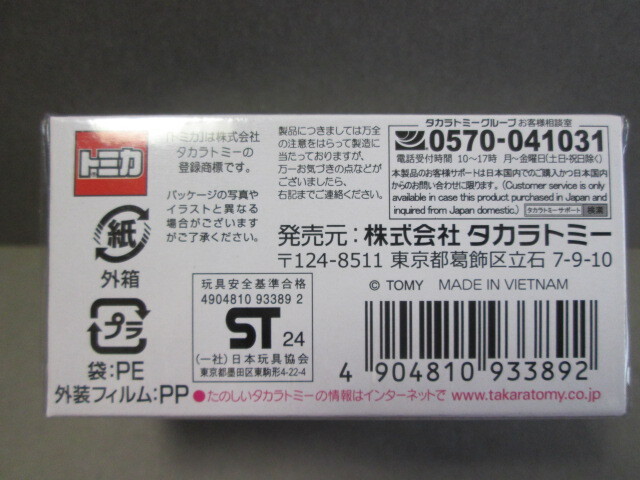 トミカ
「トミカ」は株式会社
タカラトミーの
登録商標です。
パッケージの写真や
イラストと異なる
場合がございます
がご了承ください。
製品につきましては万全
の注意をはらって製造に
当たっておりますが、
万一お気づきの点などが
ございましたら、
右記までご連絡ください。
タカラトミーグループ お客様相談室
0570-041031
電話受付時間 10～17時 月～金曜日(土・日・祝日除く)
本製品のお客様サポートは日本国内でのご購入かつ日本国内
からのお問い合わせに限ります。(Customer service is only
available in case this product purchased in Japan and
inquired from Japan domestic.)
タカラトミーサポート 検索
紙
外箱
プラ
袋:PE
外装フィルム:PP
発売元:株式会社 タカラトミー
〒124-8511 東京都葛飾区立石 7-9-10
© TOMY MADE IN VIETNAM
玩具安全基準合格
4904810 93389 2
ST 24
(一社)日本玩具協会
東京都墨田区東駒形4-22-4
4 904810 933892
●たのしいタカラトミーの情報はインターネットで www.takaratomy.co.jp